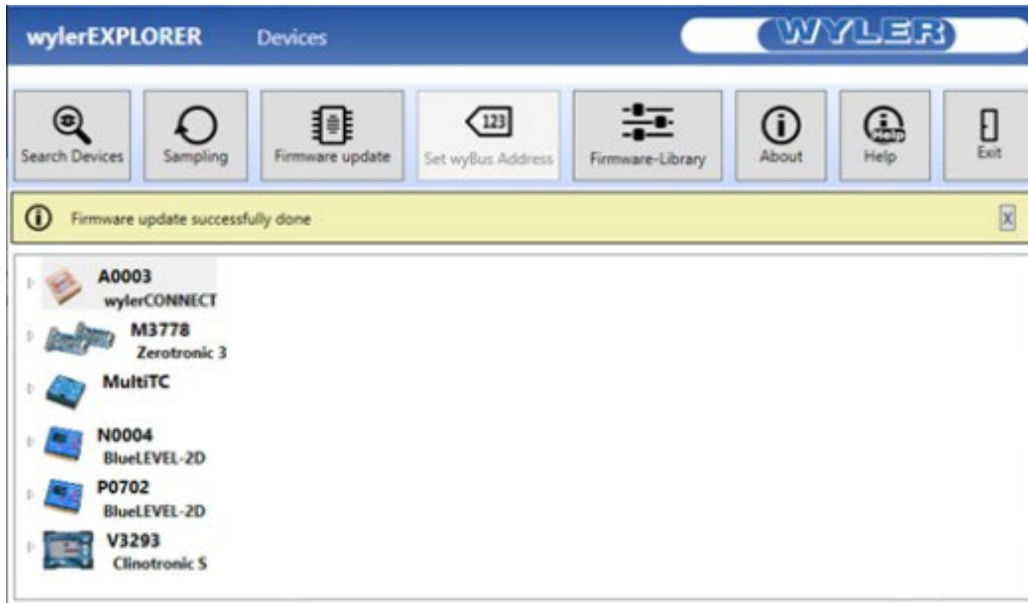 wylerEXPLORER Devices WYLER
123
Help
Search Devices Sampling Firmware update Set wyBus Address Firmware-Library About Help Exit
Firmware update successfully done X
A0003
wylerCONNECT
M3778
Zerotronic 3
MultiTC
N0004
BlueLEVEL-2D
P0702
BlueLEVEL-2D
V3293
Clinotronic S